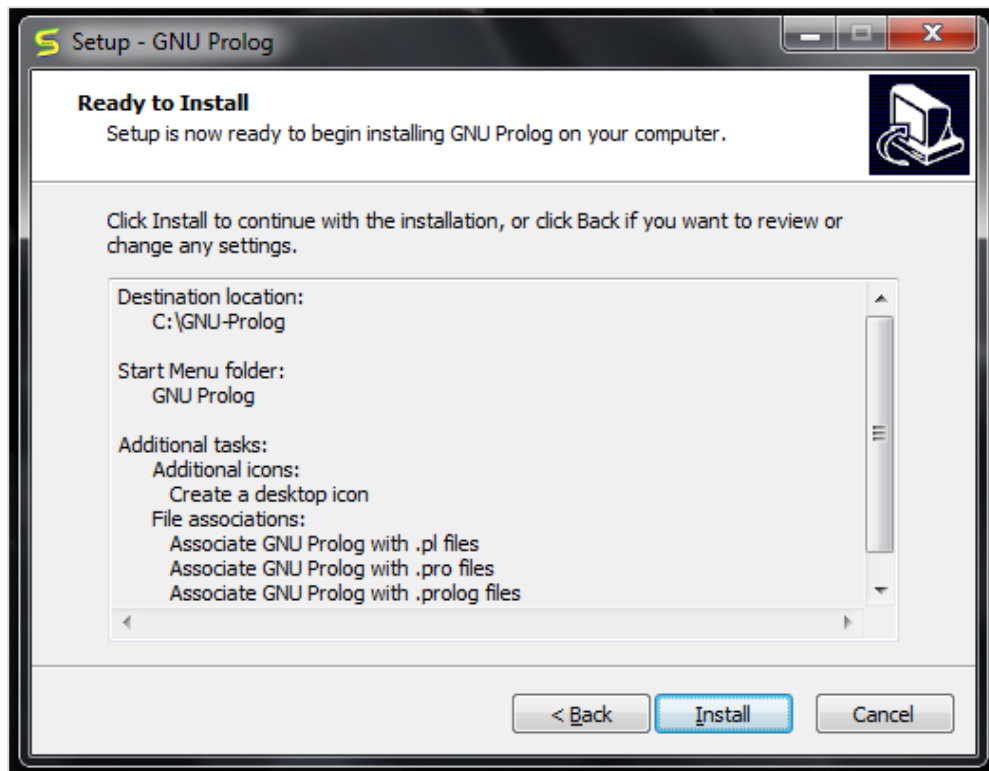 Setup - GNU Prolog
Ready to Install
Setup is now ready to begin installing GNU Prolog on your computer.
Click Install to continue with the installation, or click Back if you want to review or
change any settings.
Destination location:
C:\GNU-Prolog
Start Menu folder:
GNU Prolog
Additional tasks:
Additional icons:
Create a desktop icon
File associations:
Associate GNU Prolog with .pl files
Associate GNU Prolog with .pro files
Associate GNU Prolog with .prolog files
< Back Install Cancel